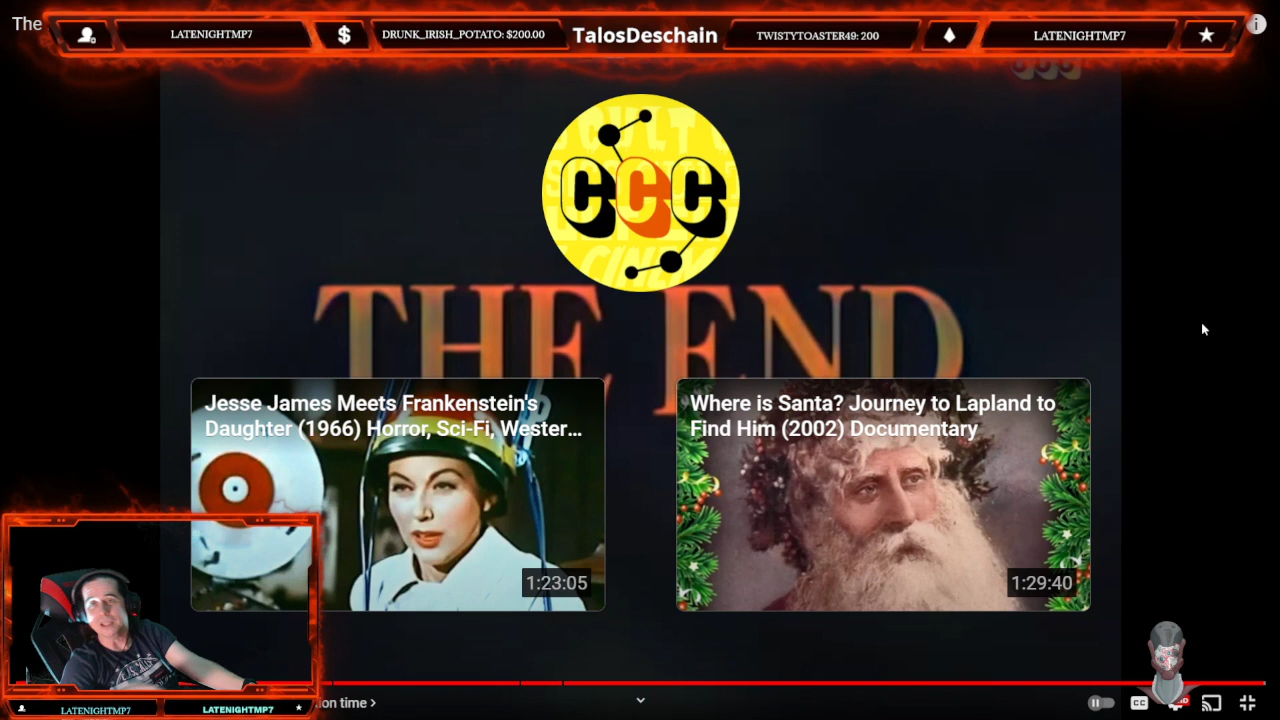 The
LATENIGHTMP7
$
DRUNK_IRISH_POTATO: $200.00
TalosDeschain
TWISTYTOASTER49: 200
LATENIGHTMP7
CCC
THE END
Jesse James Meets Frankenstein's
Daughter (1966) Horror, Sci-Fi, Wester...
1:23:05
Where is Santa? Journey to Lapland to
Find Him (2002) Documentary
1:29:40
ion time
CC
LATENIGHTMP7
LATENIGHTMP7